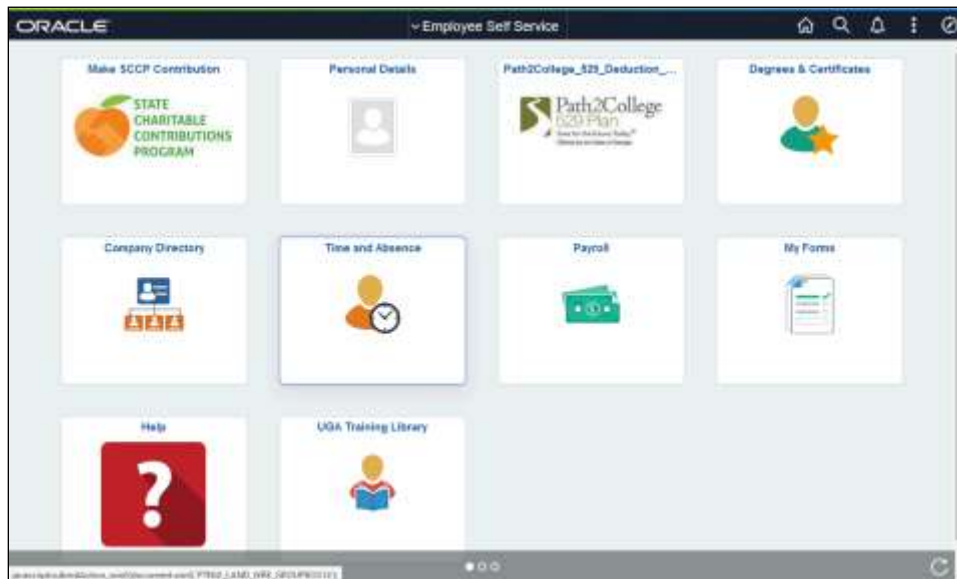 ORACLE
Employee Self Service
Make SCCP Contribution
Personal Details
Path2College_529_Deduction_...
Degrees & Certificates
STATE
CHARITABLE
CONTRIBUTIONS
PROGRAM
Path2College
529 Plan
Company Directory
Time and Absence
Payroll
My Forms
Help
UGA Training Library
?